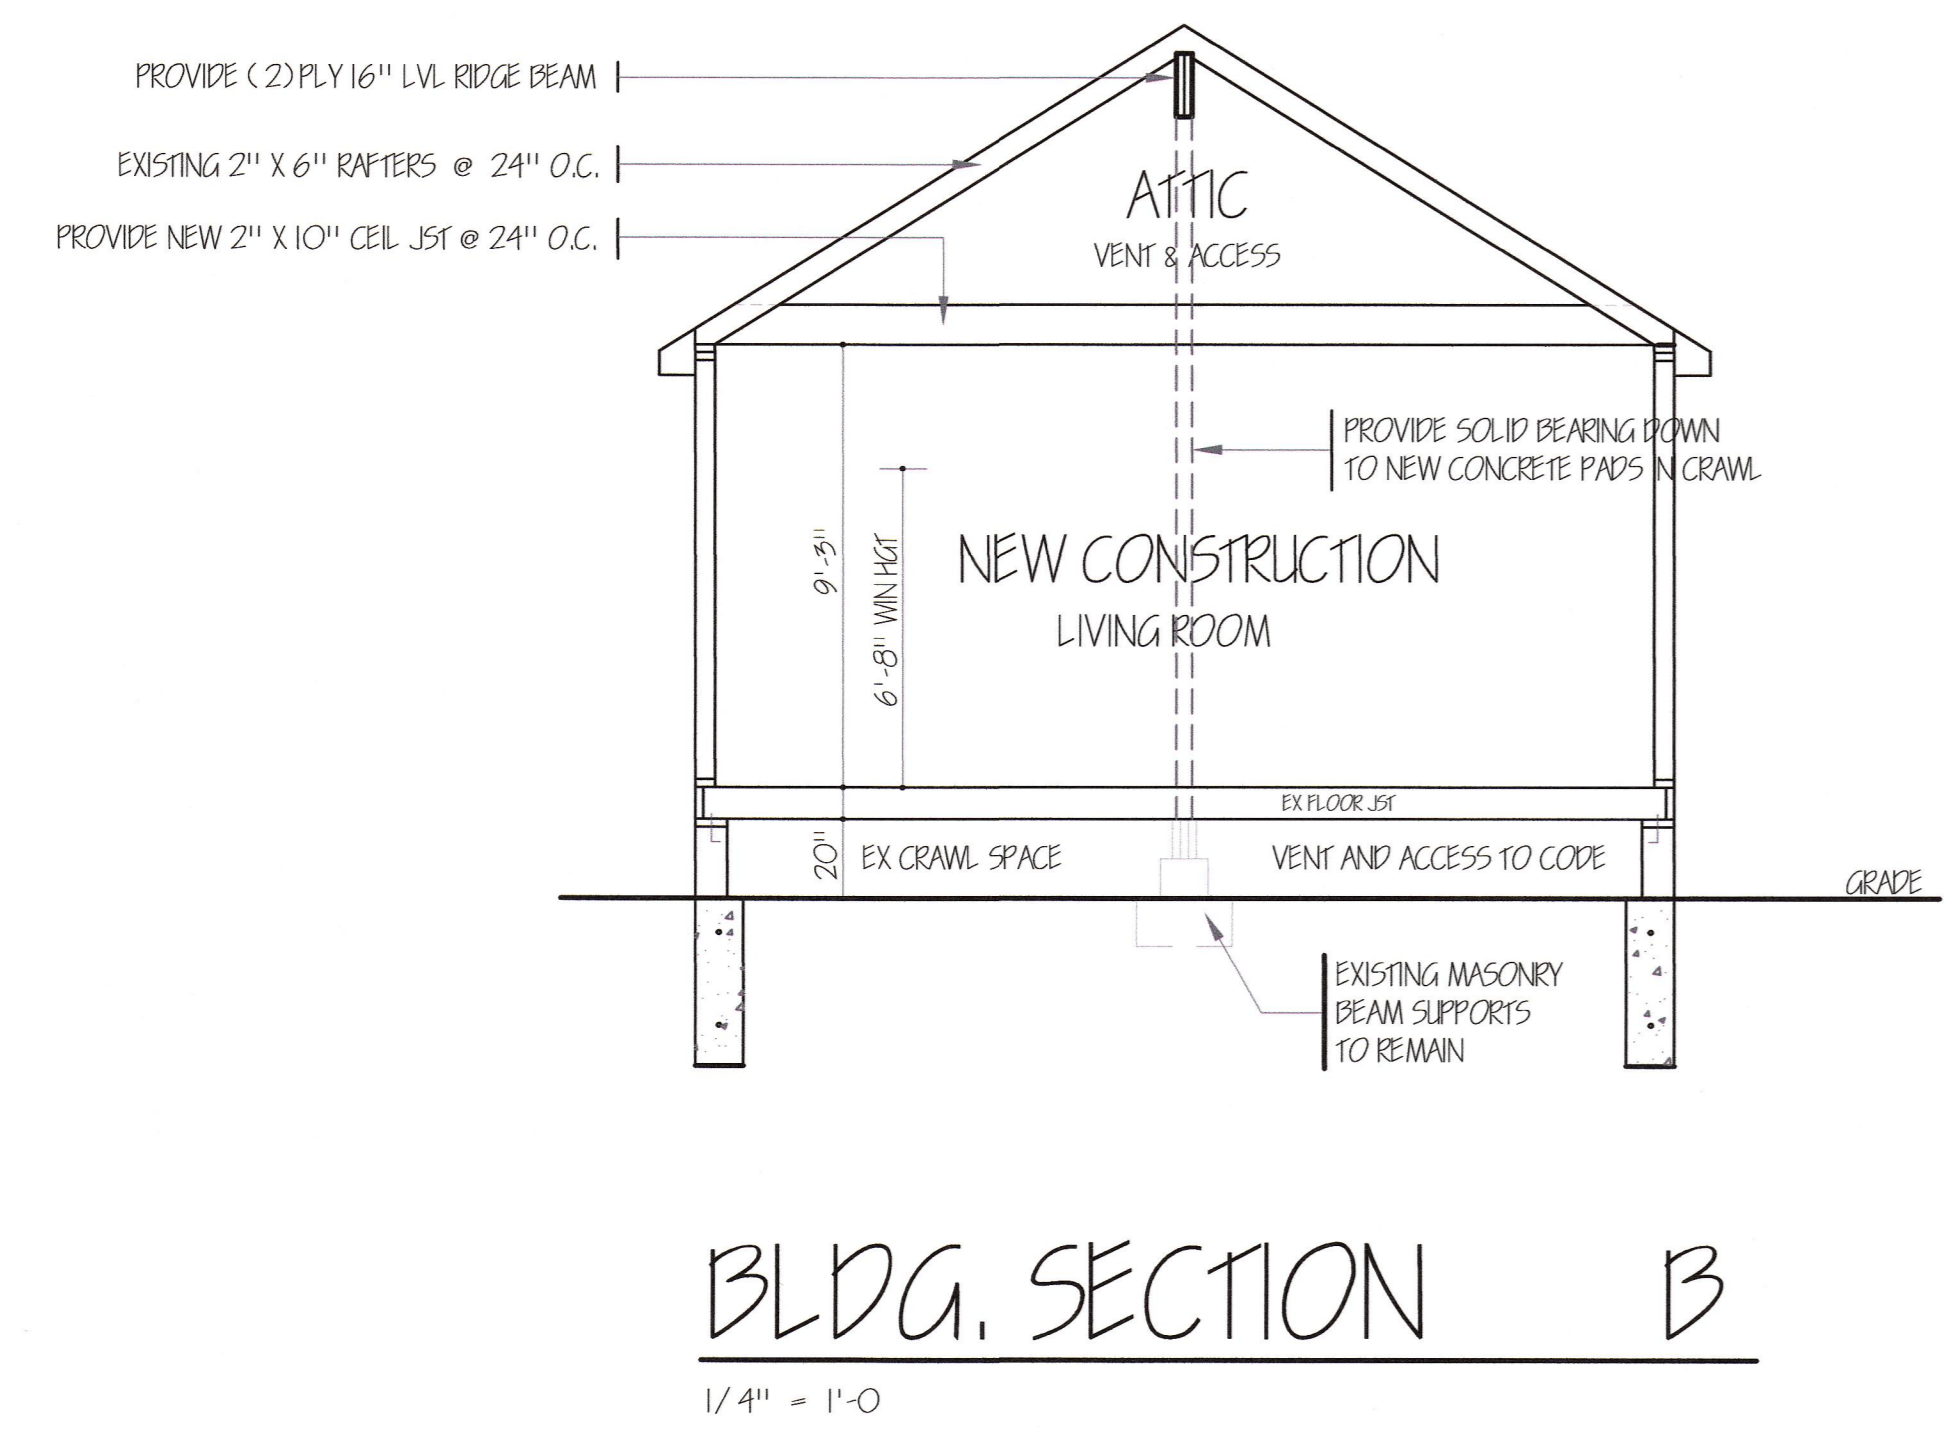 PROVIDE (2) PLY 16" LVL RIDGE BEAM
EXISTING 2" X 6" RAFTERS @ 24" O.C.
PROVIDE NEW 2" X 10" CEIL JST @ 24" O.C.
ATTIC
VENT & ACCESS
PROVIDE SOLID BEARING DOWN
TO NEW CONCRETE PADS IN CRAWL
9'-3"
6'-8" WIN HGT
NEW CONSTRUCTION
LIVING ROOM
EX FLOOR JST
20"
EX CRAWL SPACE
VENT AND ACCESS TO CODE
GRADE
EXISTING MASONRY
BEAM SUPPORTS
TO REMAIN
BLDG. SECTION B
1/4" = 1'-0